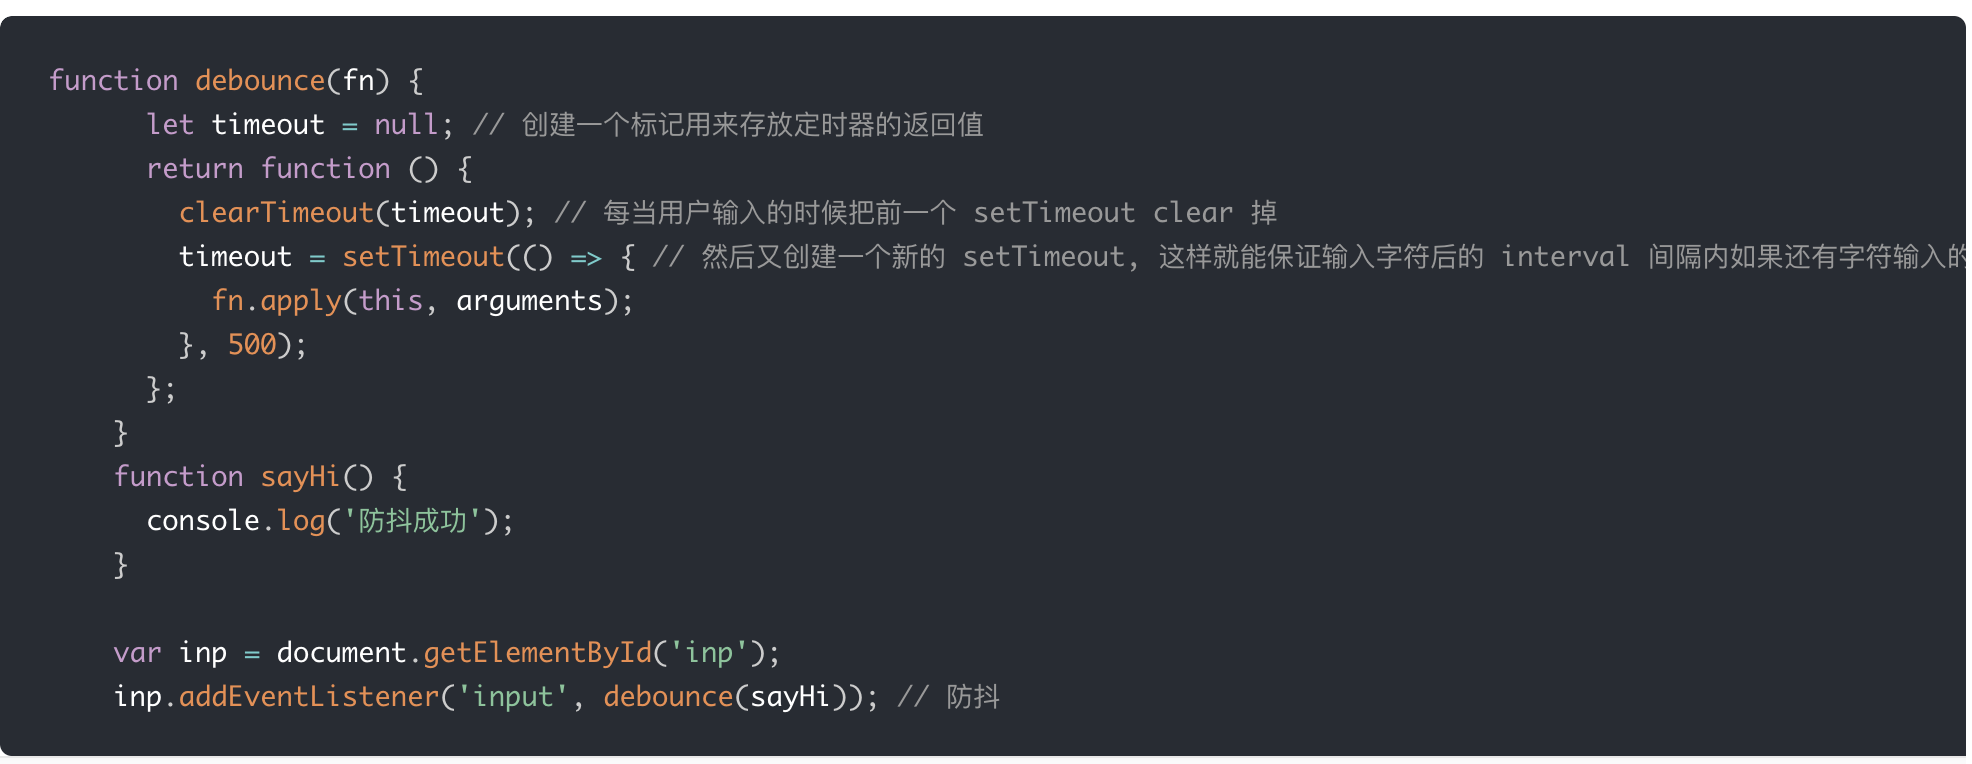 function debounce(fn) {
let timeout = null; // 创建一个标记用来存放定时器的返回值
return function () {
clearTimeout(timeout); // 每当用户输入的时候把前一个 setTimeout clear 掉
timeout = setTimeout(() => { // 然后又创建一个新的 setTimeout, 这样就能保证输入字符后的 interval 间隔内如果还有字符输入的
fn.apply(this, arguments);
}, 500);
};
}
function sayHi() {
console.log('防抖成功');
}
var inp = document.getElementById('inp');
inp.addEventListener('input', debounce(sayHi)); // 防抖